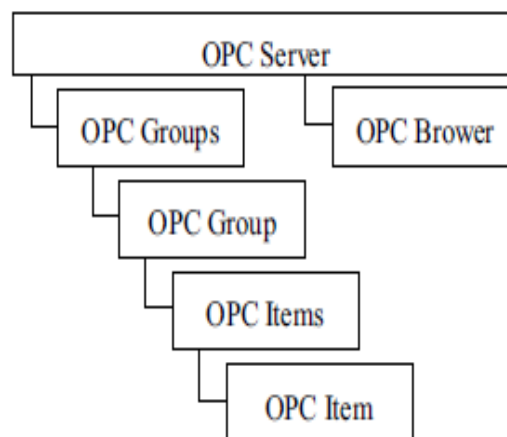 OPC Server
OPC Groups
OPC Brower
OPC Group
OPC Items
OPC Item